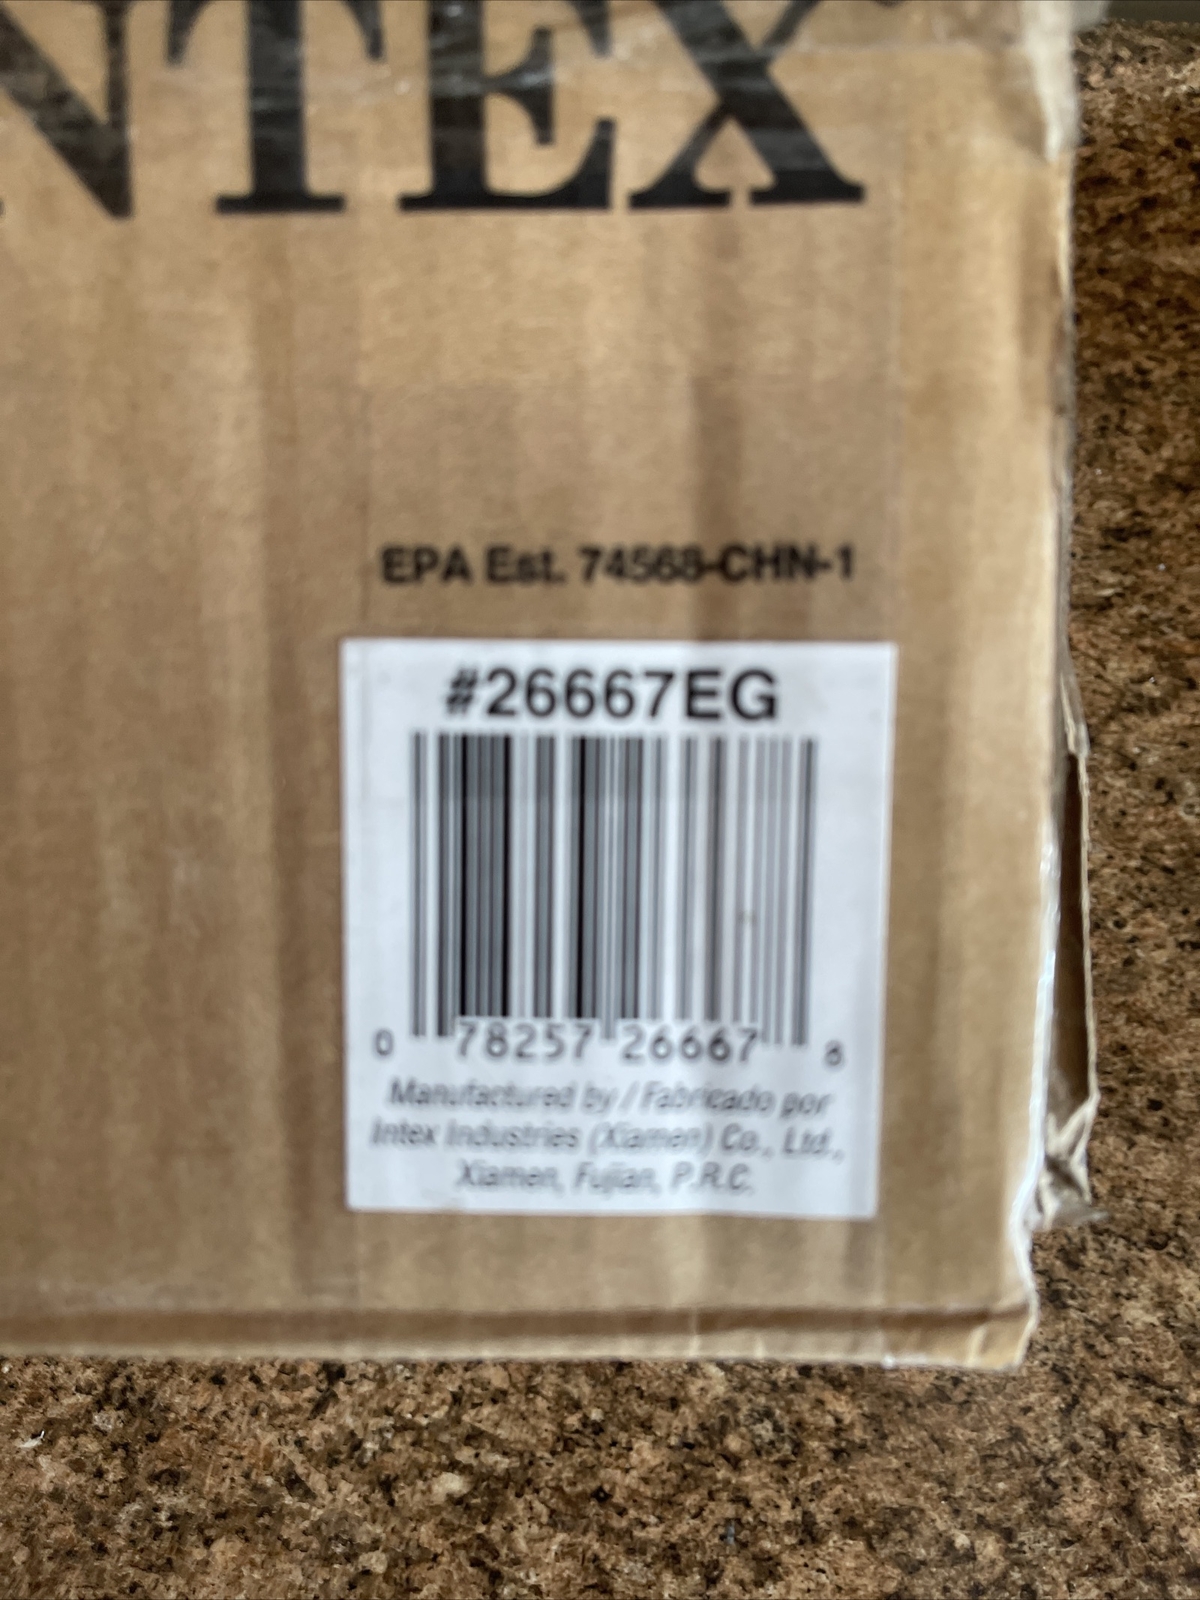 NTEX
EPA Est. 74568-CHN-1
#26667EG
0 78257 26667 8
Manufactured by / Fabricado por
Intex Industries (Xiamen) Co., Ltd.,
Xiamen, Fujian, P.R.C.